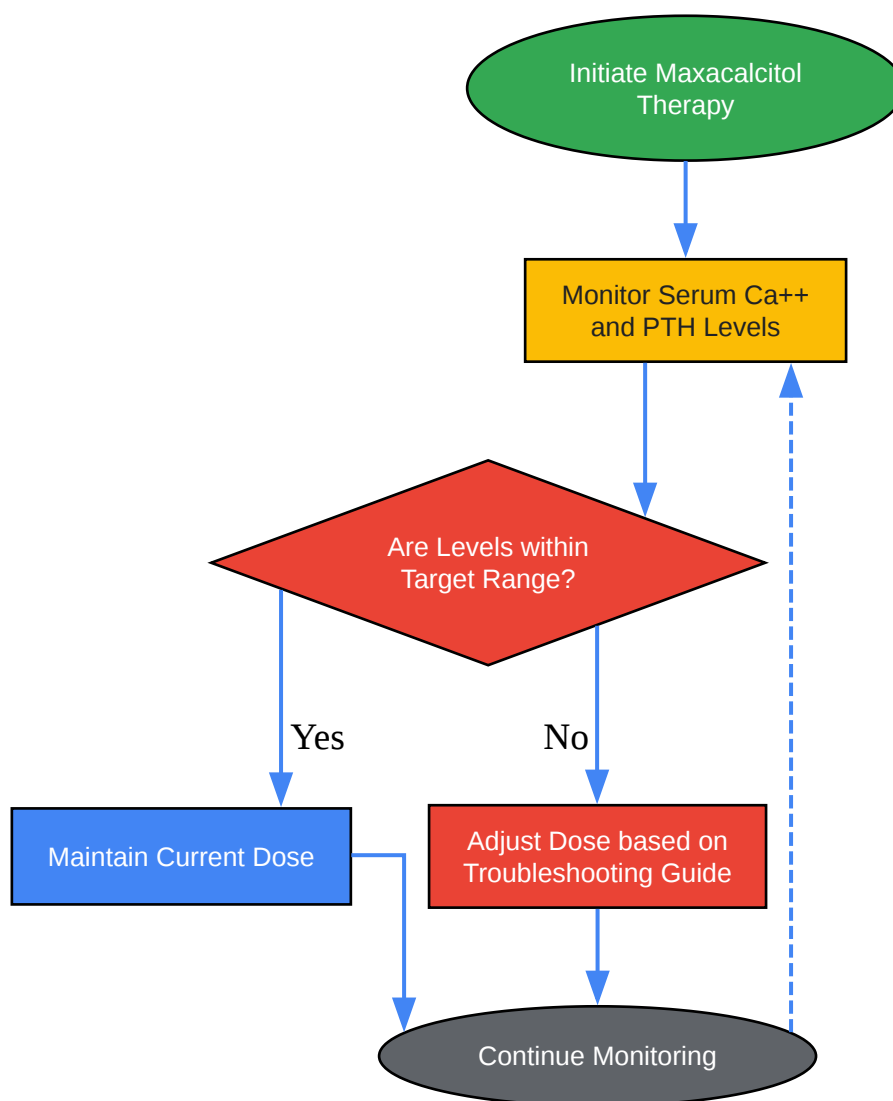 Initiate Maxacalcitol
Therapy
Monitor Serum Ca++
and PTH Levels
Are Levels within
Target Range?
Yes
No
Maintain Current Dose
Adjust Dose based on
Troubleshooting Guide
Continue Monitoring